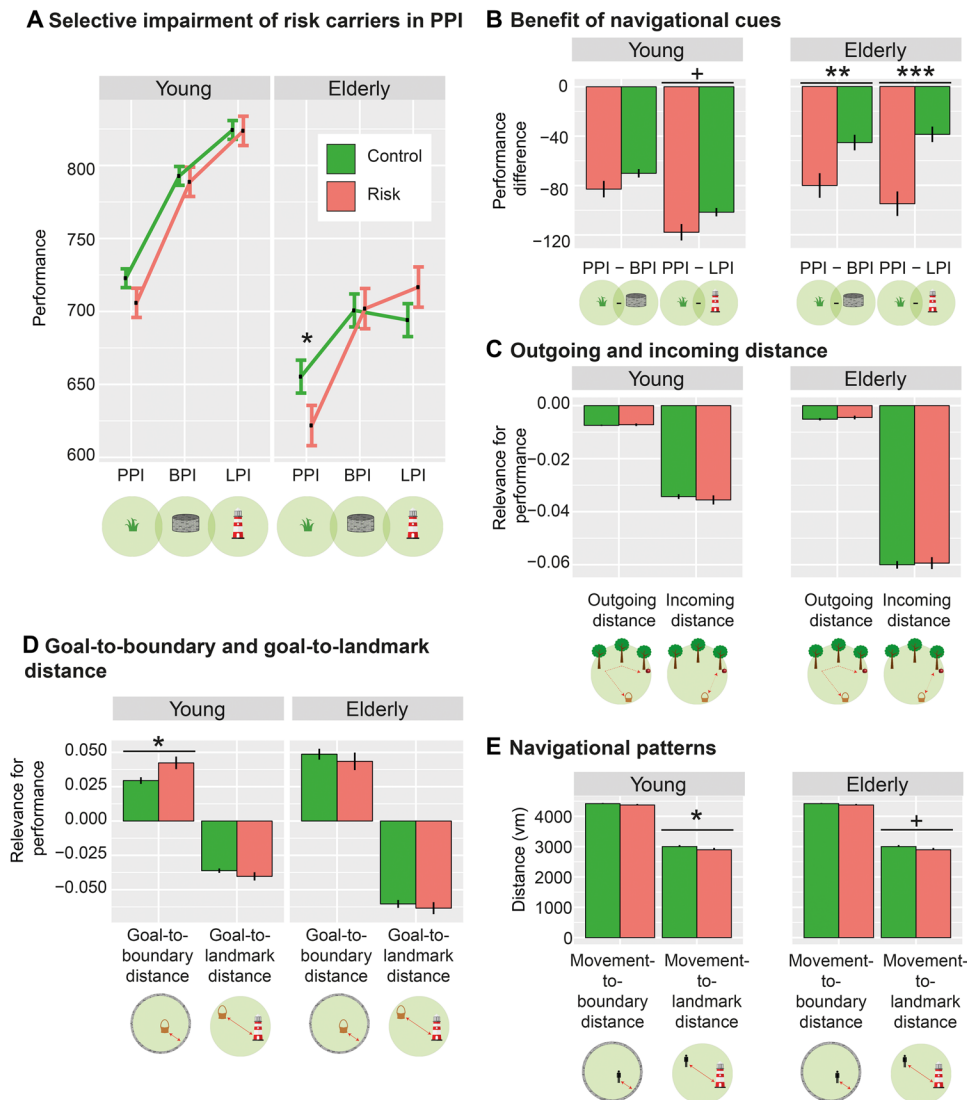 A Selective impairment of risk carriers in PPI
Young
Elderly
Performance
800
750
700
650
600
Control
Risk
*
PPI
BPI
LPI
PPI
BPI
LPI
B Benefit of navigational cues
Young
Elderly
Performance
difference
0
−40
−80
−120
+
**
***
PPI − BPI
PPI − LPI
PPI − BPI
PPI − LPI
-
-
-
-
C Outgoing and incoming distance
Young
Elderly
Relevance for
performance
0.00
−0.02
−0.04
−0.06
Outgoing
distance
Incoming
distance
Outgoing
distance
Incoming
distance
D Goal-to-boundary and goal-to-landmark
distance
Young
Elderly
Relevance for
performance
0.050
0.025
0.000
−0.025
−0.050
*
Goal-to-
boundary
distance
Goal-to-
landmark
distance
Goal-to-
boundary
distance
Goal-to-
landmark
distance
E Navigational patterns
Young
Elderly
Distance (vm)
4000
3000
2000
1000
0
*
+
Movement-
to-
boundary
distance
Movement-
to-
landmark
distance
Movement-
to-
boundary
distance
Movement-
to-
landmark
distance